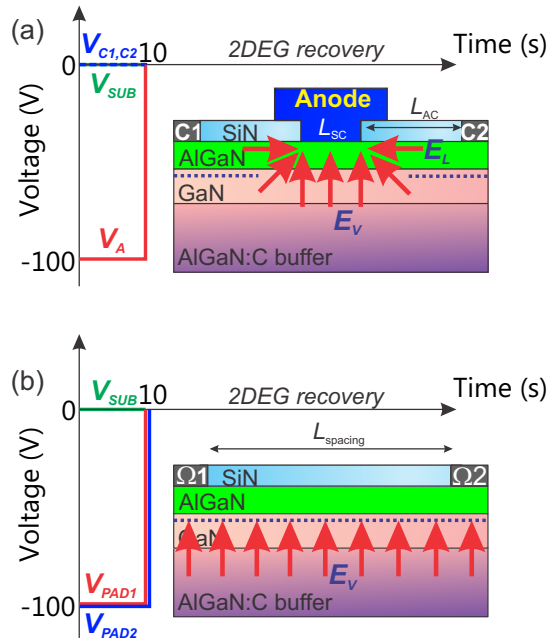 (a)
V_C1,C2 10 2DEG recovery Time (s)
0
V_SUB
Voltage (V)
Anode
C1 SiN L_SC L_AC C2
AlGaN E_L
GaN
E_V
V_A
-100
AlGaN:C buffer
(b)
V_SUB 10 2DEG recovery Time (s)
0
Voltage (V)
L_spacing
Ω1 SiN Ω2
AlGaN
GaN
E_V
V_PAD1
-100
V_PAD2
AlGaN:C buffer